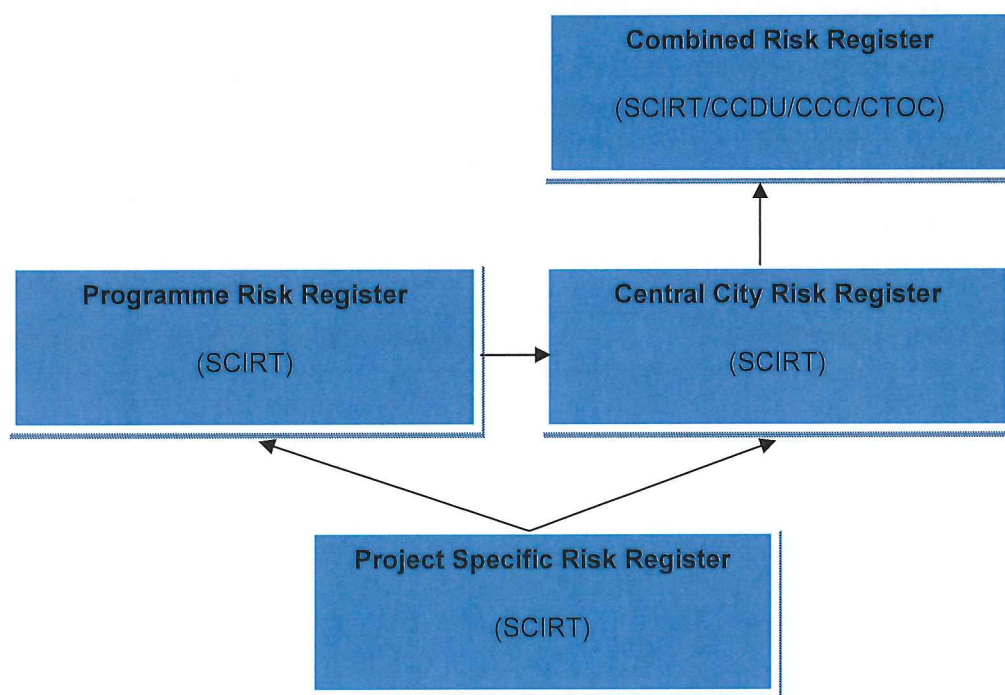 Combined Risk Register
(SCIRT/CCDU/CCC/CTOC)
Programme Risk Register
(SCIRT)
Central City Risk Register
(SCIRT)
Project Specific Risk Register
(SCIRT)